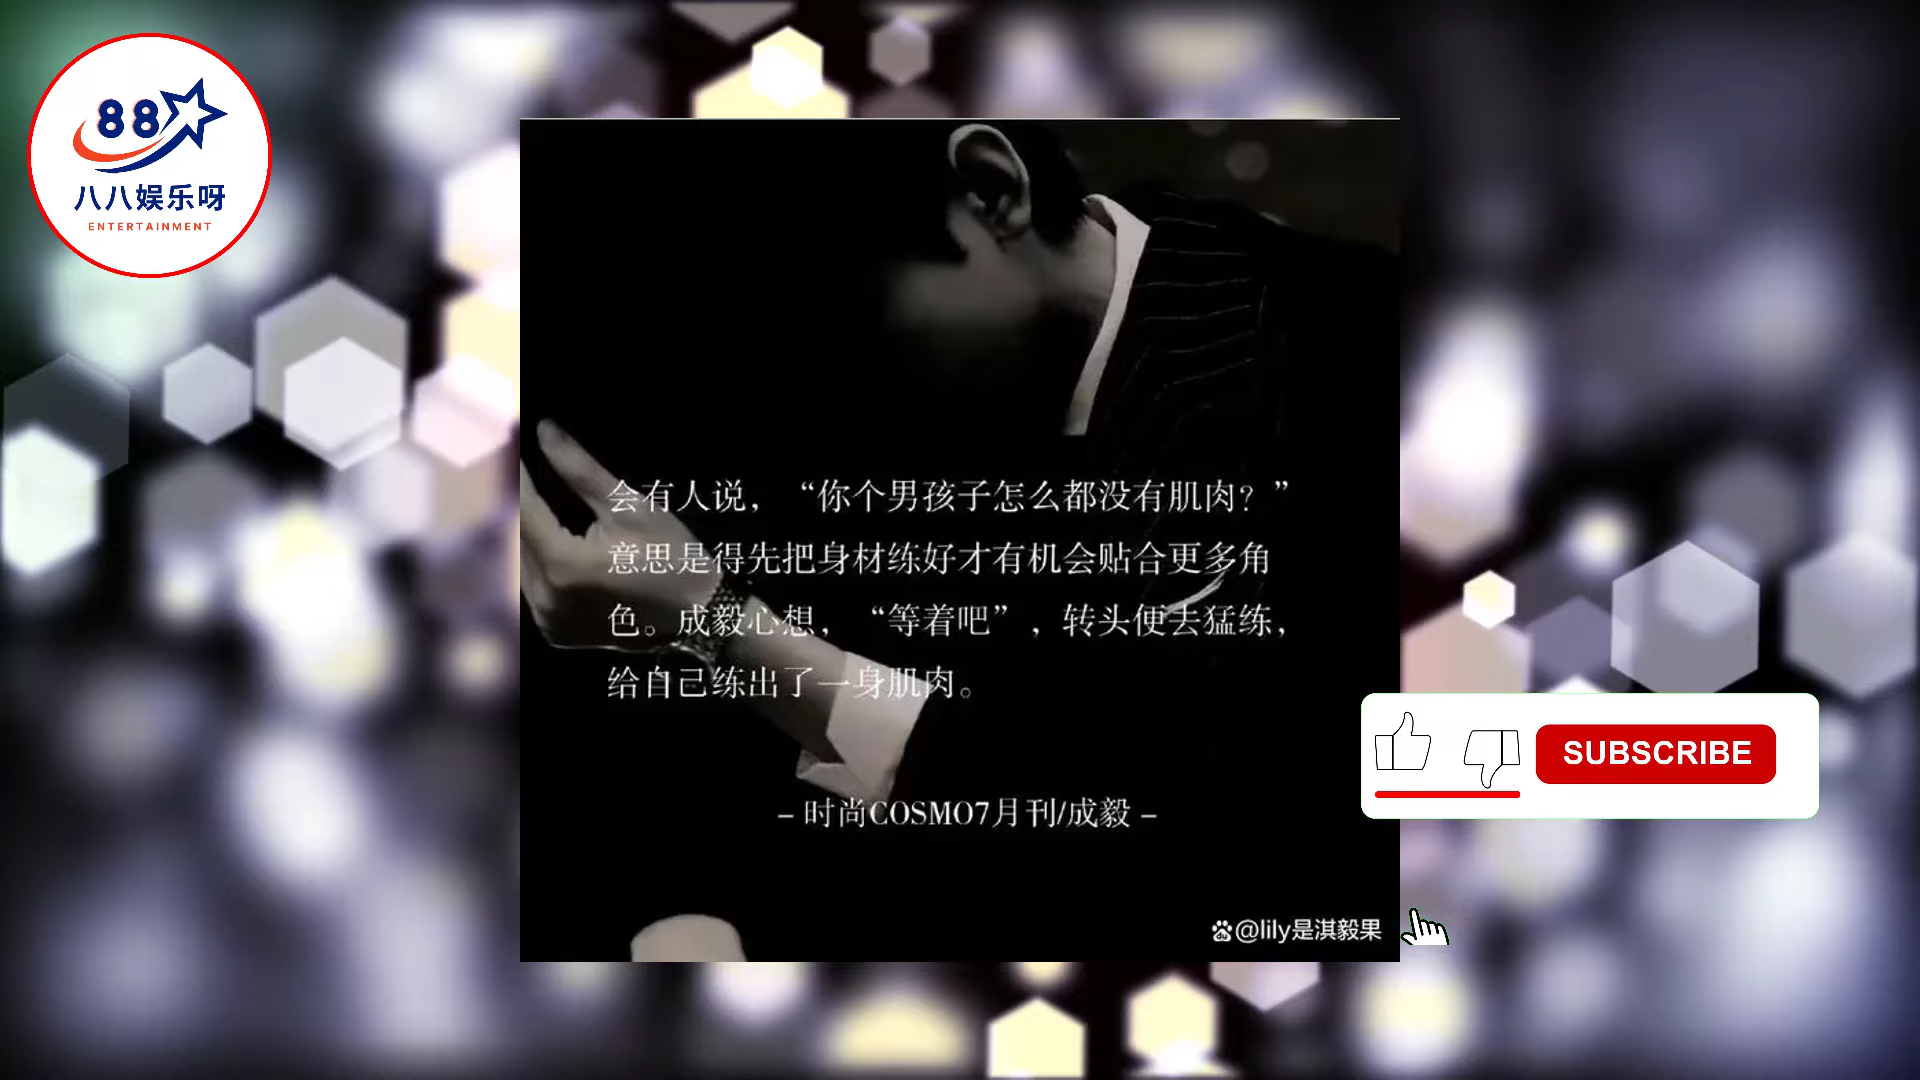 88
八八娱乐呀
ENTERTAINMENT
会有人说，“你个男孩子怎么都没有肌肉？”
意思是得先把身材练好才有机会贴合更多角
色。成毅心想，“等着吧”，转头便去猛练，
给自己练出了一身肌肉。
– 时尚COSMO7月刊/成毅 –
SUBSCRIBE
@lily是淇毅果